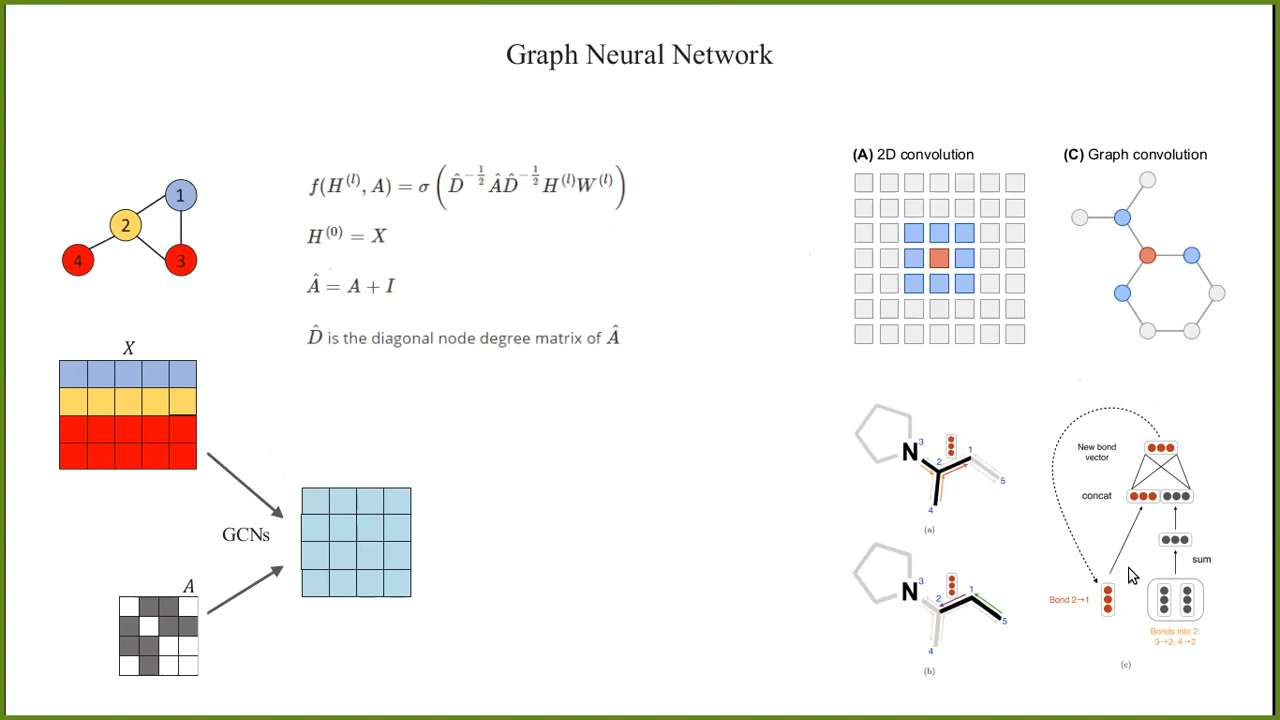 Graph Neural Network
1
2
4
3
f(H^(l), A) = σ(D̂^(-1/2) Â D̂^(-1/2) H^(l) W^(l))
H^(0) = X
Â = A + I
D̂ is the diagonal node degree matrix of Â
X
GCNs
A
(A) 2D convolution
(C) Graph convolution
N
3
2
1
5
4
(a)
N
3
2
1
5
4
(b)
New bond
vector
concat
sum
Bond 2→1
Bonds into 2:
3→2, 4→2
(c)